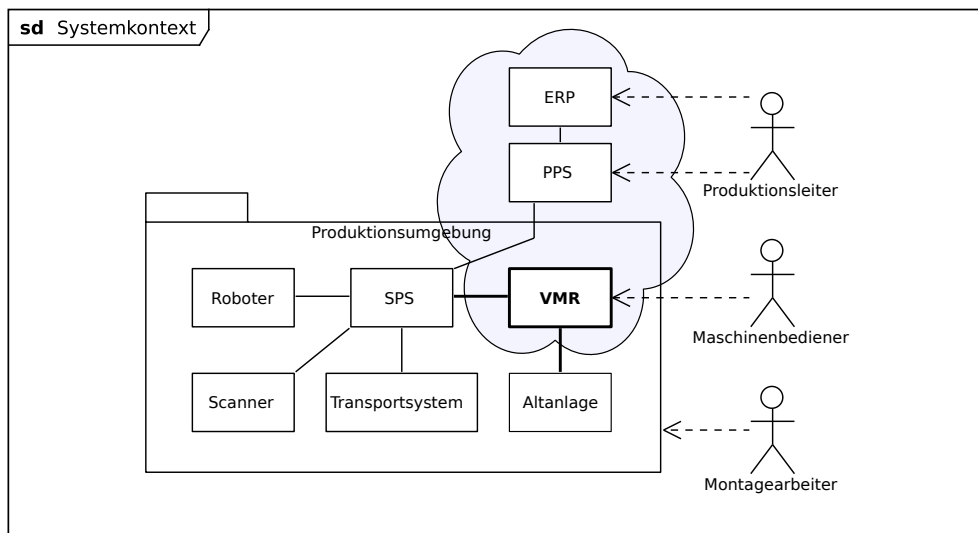 sd Systemkontext
ERP
PPS
Produktionsleiter
Produktionsumgebung
Roboter
SPS
VMR
Maschinenbediener
Scanner
Transportsystem
Altanlage
Montagearbeiter